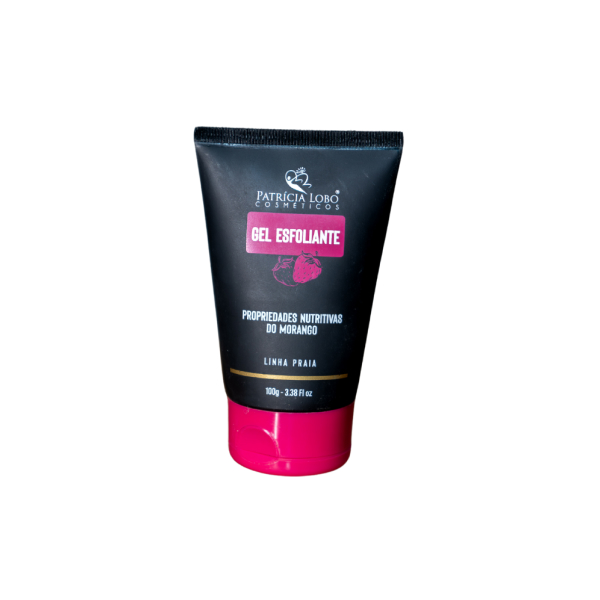 PATRÍCIA LOBO®
COSMÉTICOS
GEL ESFOLIANTE
PROPRIEDADES NUTRITIVAS
DO MORANGO
LINHA PRAIA
100g - 3.38 Fl oz